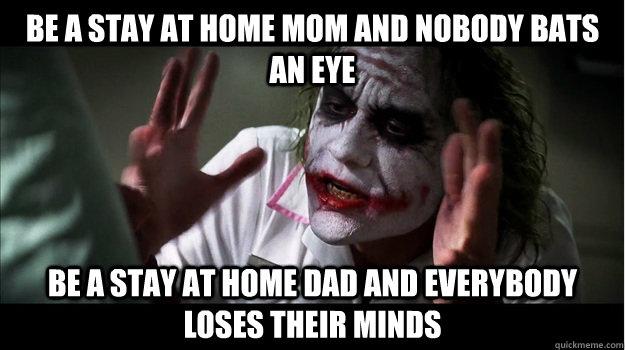 BE A STAY AT HOME MOM AND NOBODY BATS
AN EYE
BE A STAY AT HOME DAD AND EVERYBODY
LOSES THEIR MINDS
quickmeme.com